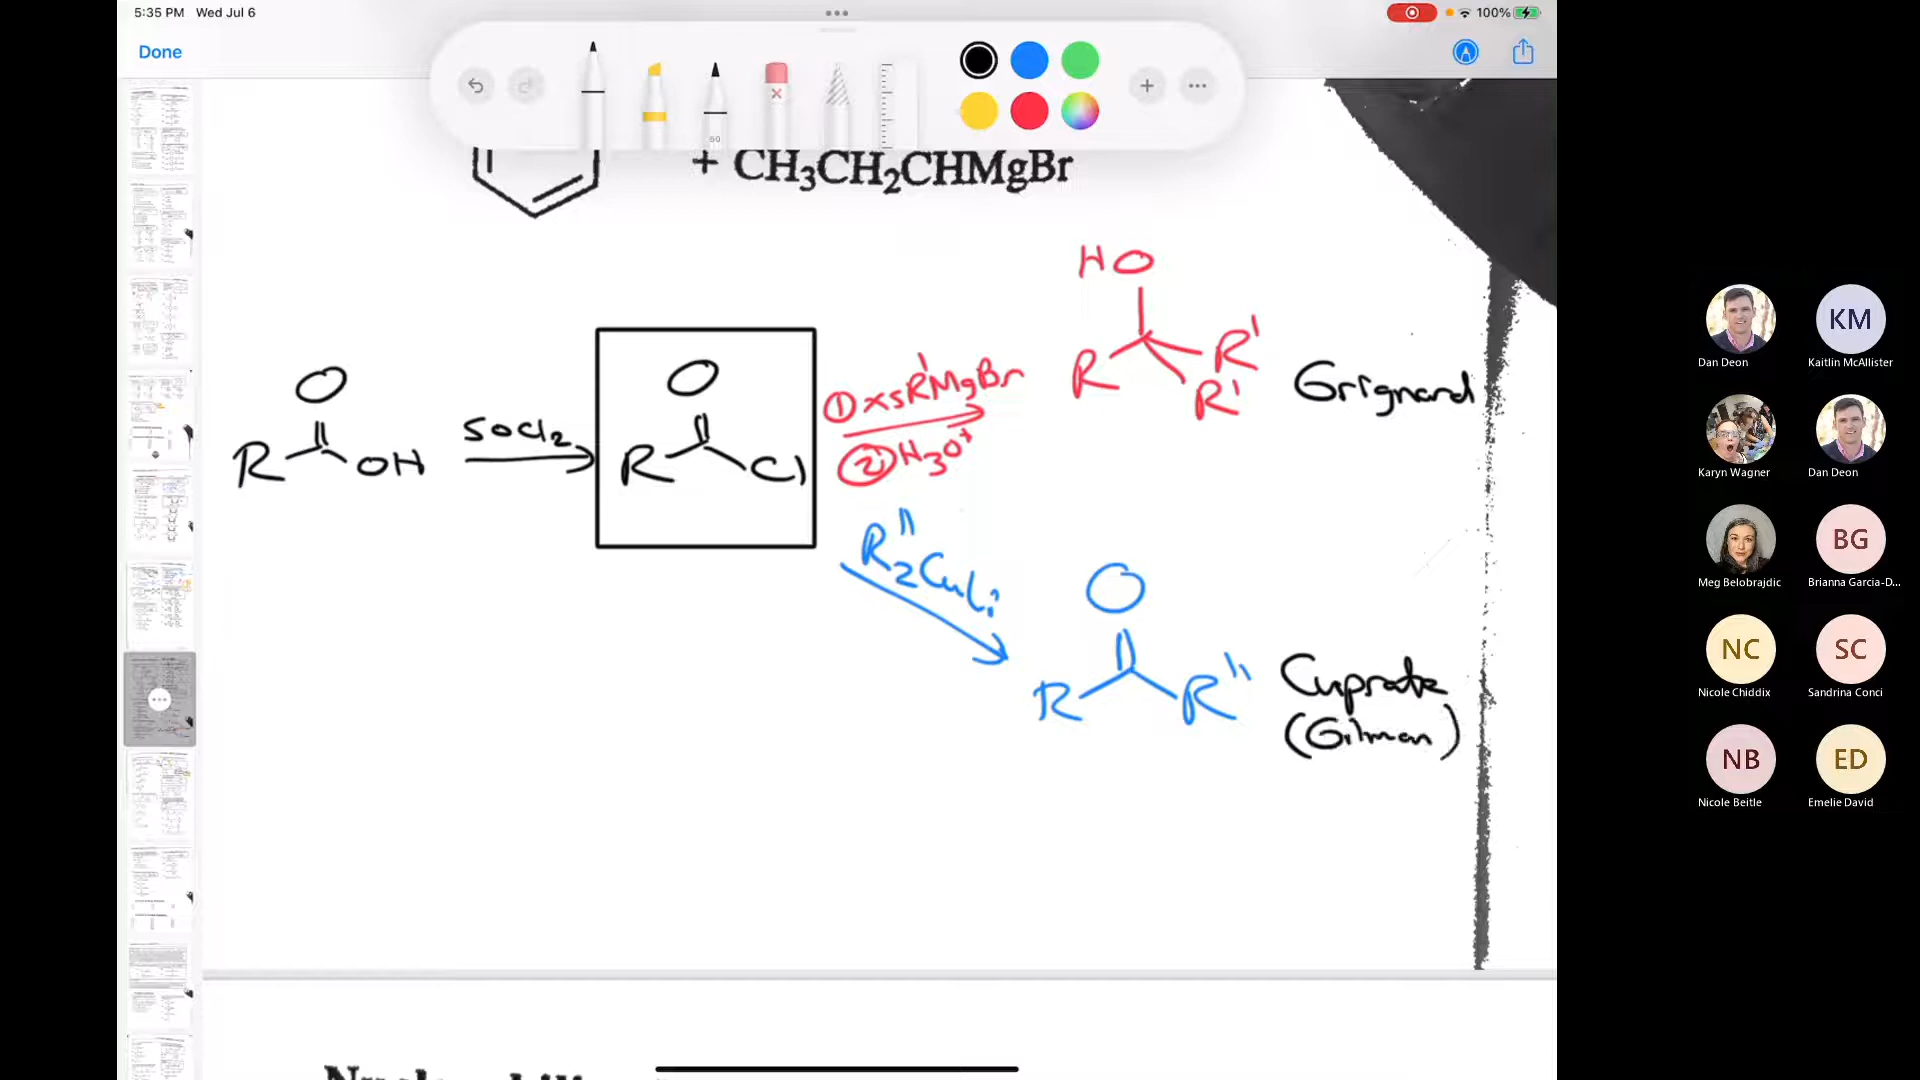 5:35 PM Wed Jul 6
100%
Done
60
+ CH₃CH₂CHMgBr
HO
R R' R'
Grignard
O
R OH
SOCl₂
O
R Cl
① xs R'MgBr
② H₃O⁺
R''₂CuLi
O
R R''
Cuprate
(Gilman)
Dan Deon
KM
Kaitlin McAllister
Karyn Wagner
Dan Deon
Meg Belobrajdic
BG
Brianna Garcia-D...
NC
Nicole Chiddix
SC
Sandrina Conci
NB
Nicole Beitle
ED
Emelie David